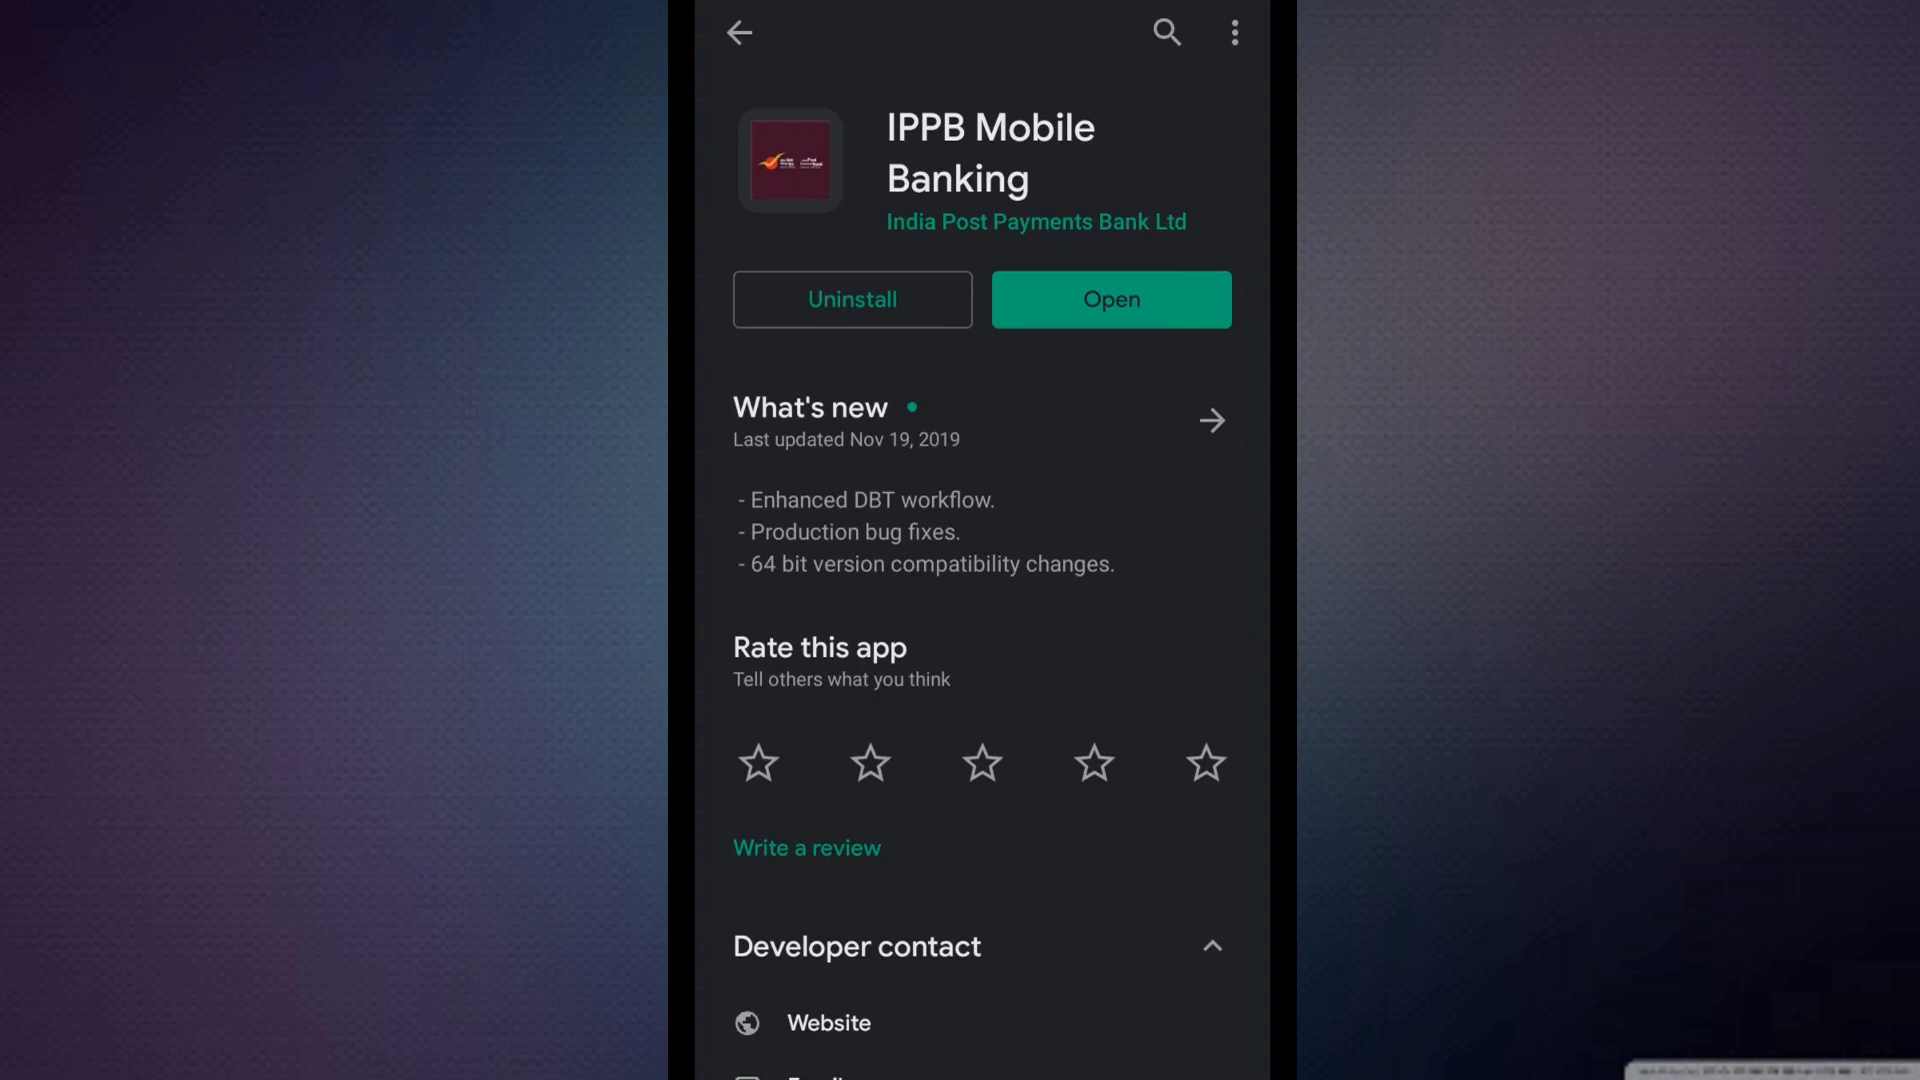 IPPB Mobile
Banking
India Post Payments Bank Ltd
Uninstall
Open
What's new
Last updated Nov 19, 2019
- Enhanced DBT workflow.
- Production bug fixes.
- 64 bit version compatibility changes.
Rate this app
Tell others what you think
Write a review
Developer contact
Website